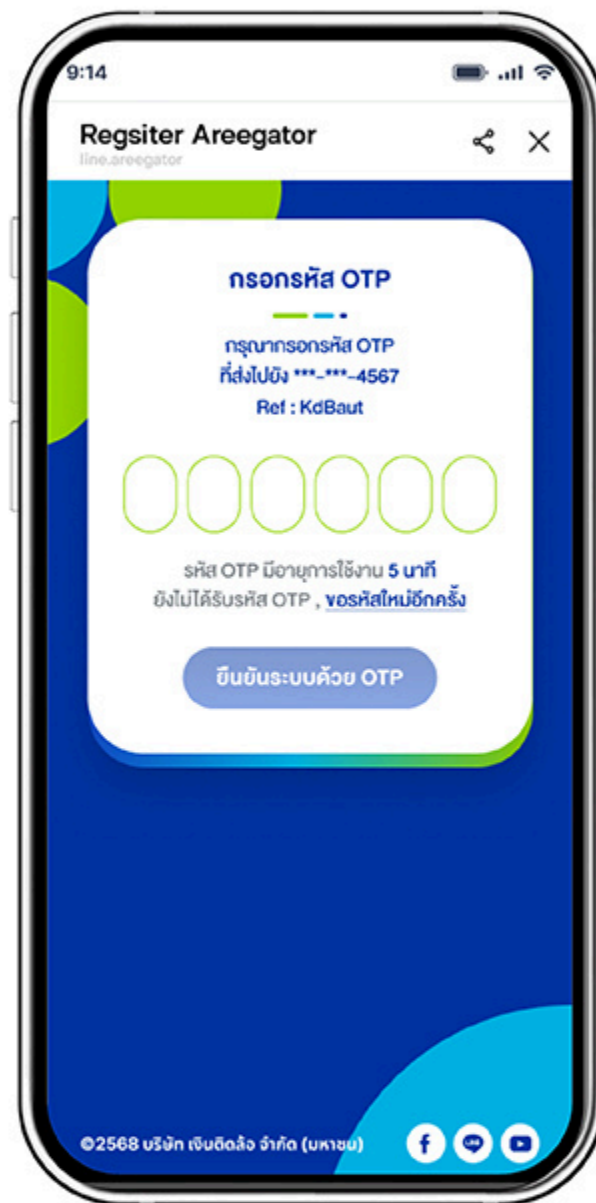 9:14
Regsiter Areegator
line.areegator
กรอกรหัส OTP
กรุณากรอกรหัส OTP
ที่ส่งไปยัง ***-***-4567
Ref : KdBaut
รหัส OTP มีอายุการใช้งาน 5 นาที
ยังไม่ได้รับรหัส OTP , ขอรหัสใหม่อีกครั้ง
ยืนยันระบบด้วย OTP
©2568 บริษัท เงินติดล้อ จำกัด (มหาชน)